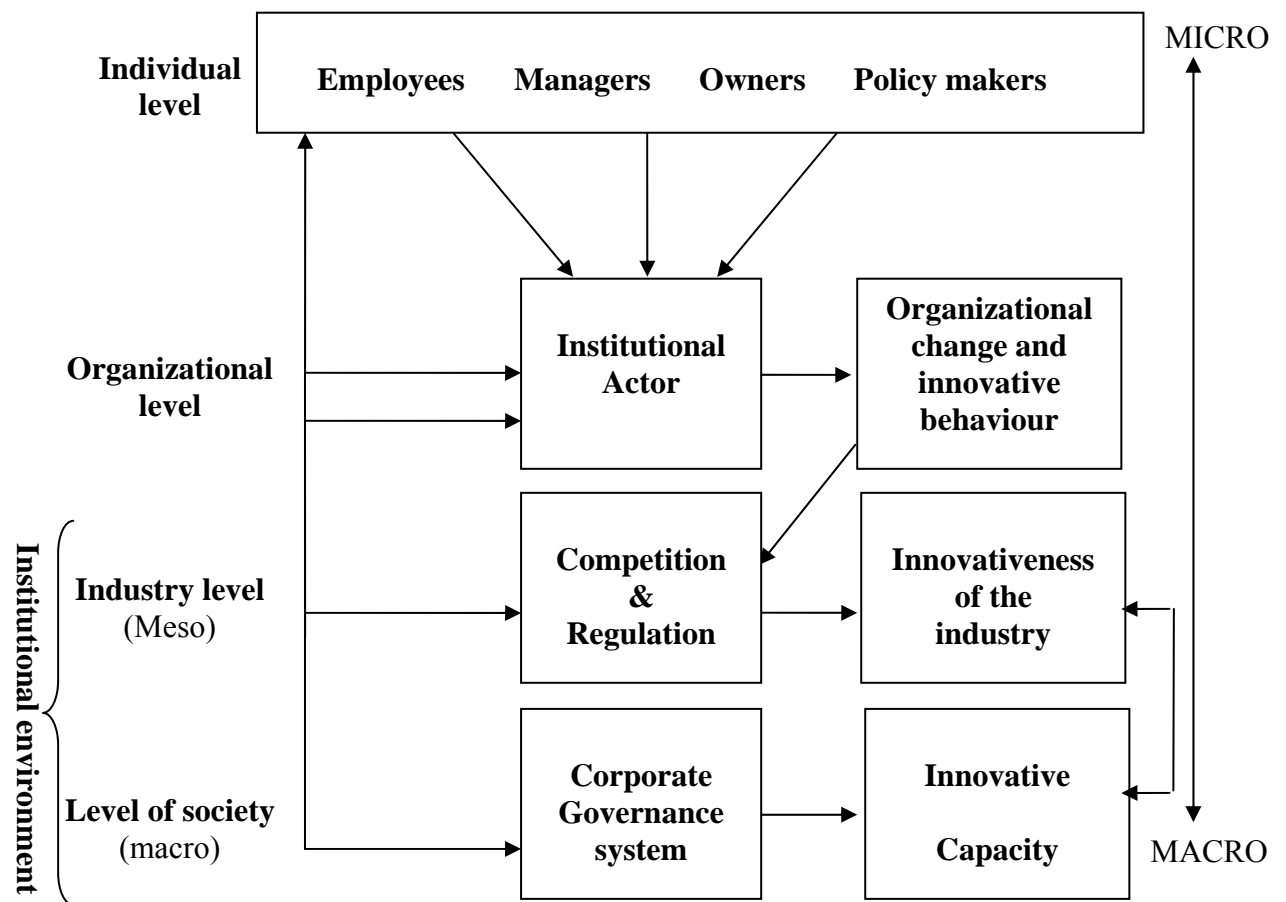 MICRO
Individual
level
Employees Managers Owners Policy makers
Organizational
level
Institutional
Actor
Organizational
change and
innovative
behaviour
Institutional environment
Industry level
(Meso)
Competition
&
Regulation
Innovativeness
of the
industry
Level of society
(macro)
Corporate
Governance
system
Innovative
Capacity
MACRO